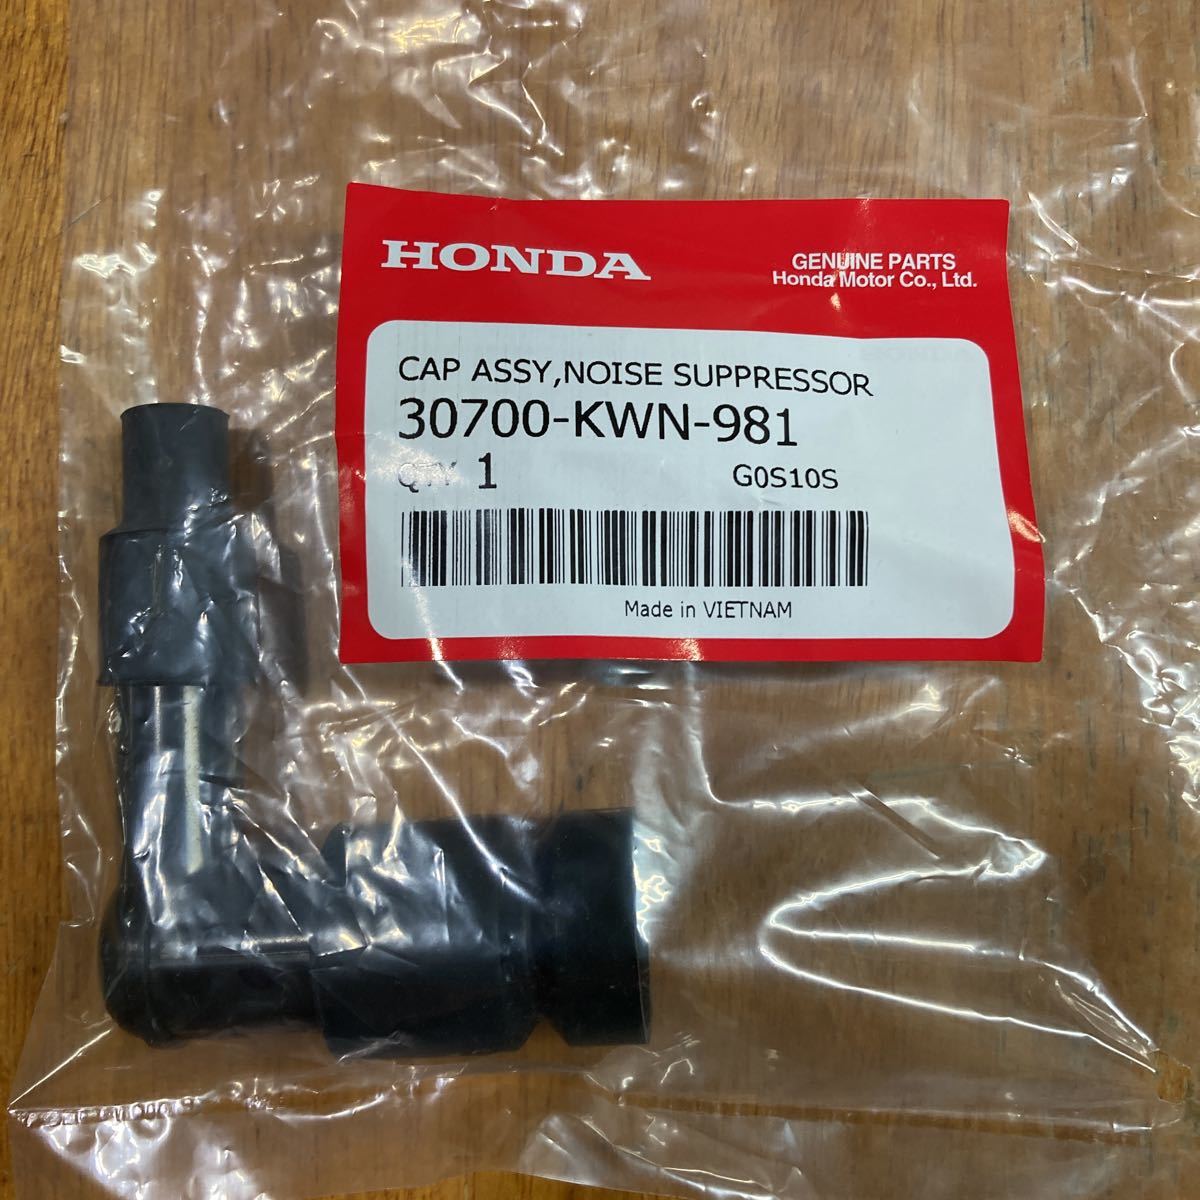 HONDA
GENUINE PARTS
Honda Motor Co., Ltd.
CAP ASSY,NOISE SUPPRESSOR
30700-KWN-981
QTY 1 G0S10S
Made in VIETNAM